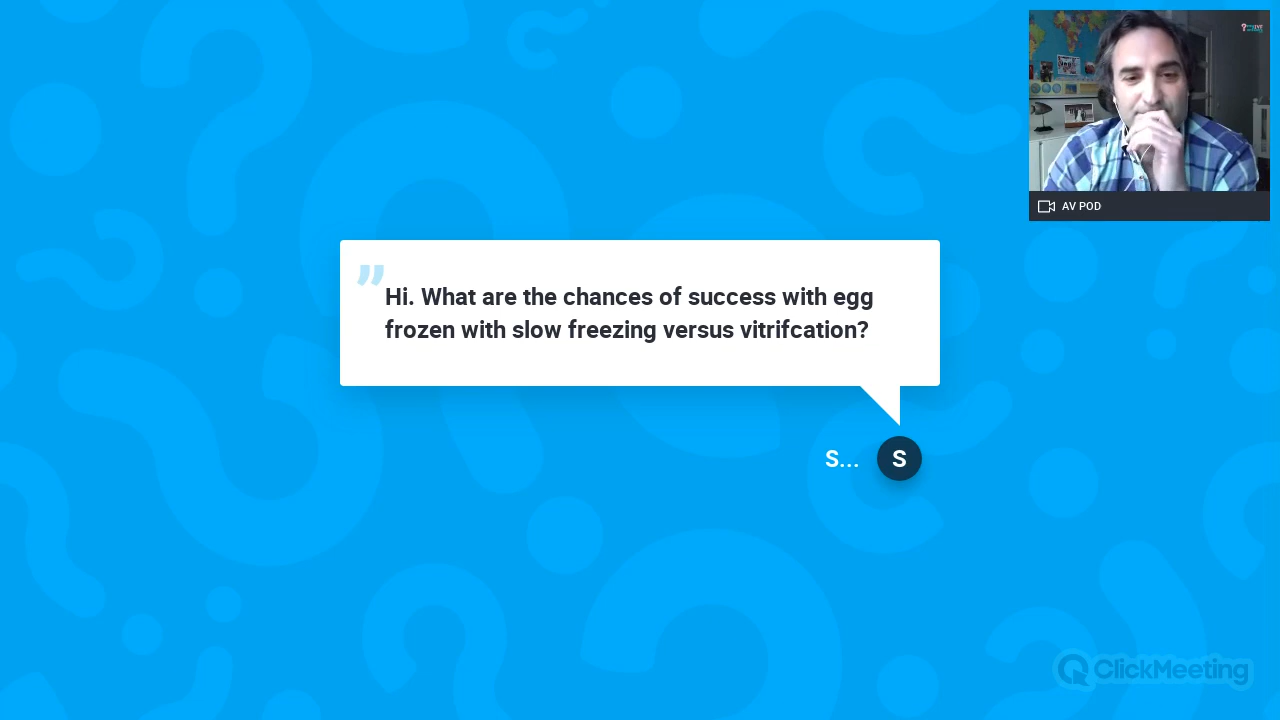 AV POD
Hi. What are the chances of success with egg
frozen with slow freezing versus vitrifcation?
S... S
ClickMeeting